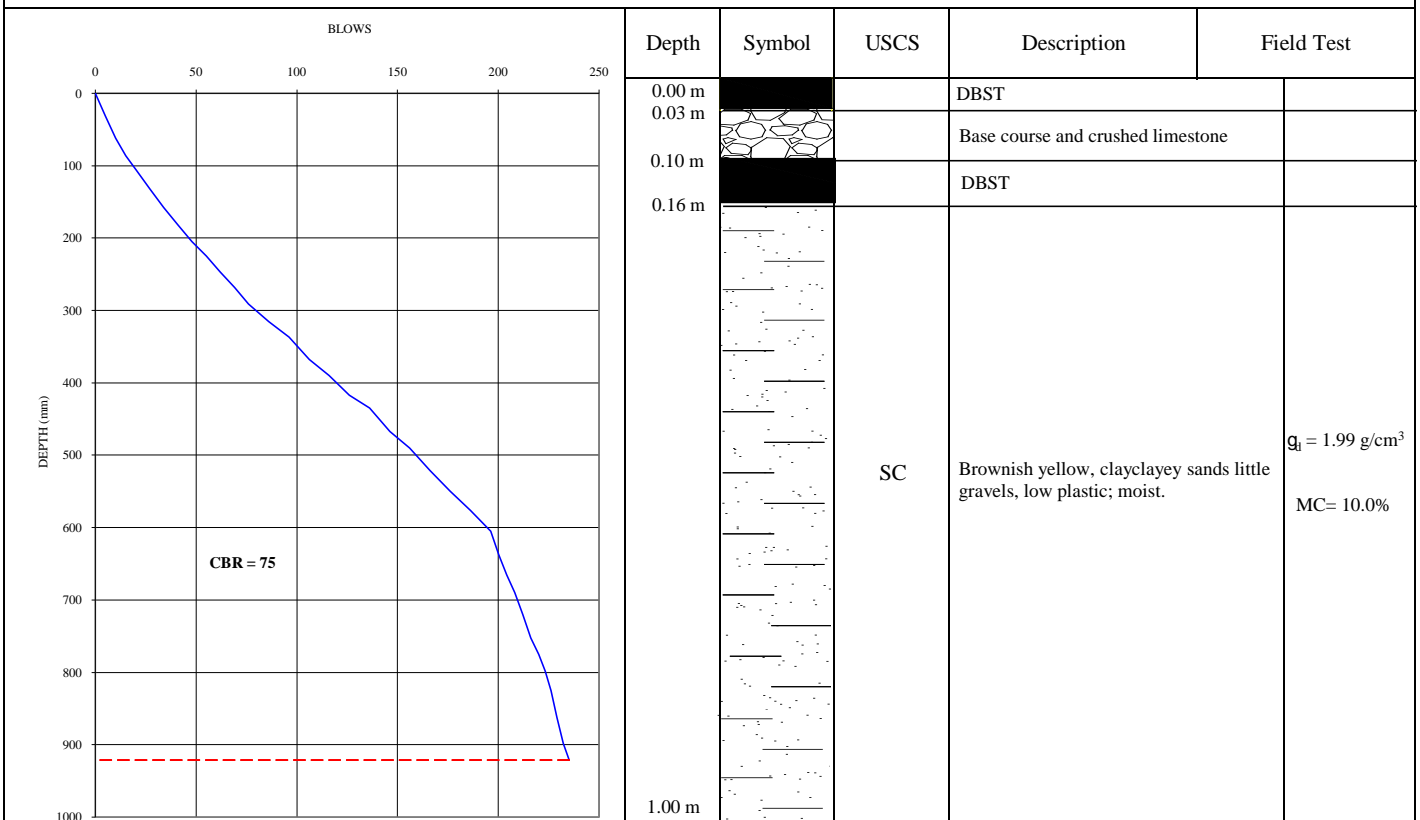 BLOWS
0 50 100 150 200 250
0
100
200
300
400
500
600
700
800
900
1000
DEPTH (mm)
CBR = 75
Depth Symbol USCS Description Field Test
0.00 m DBST
0.03 m
Base course and crushed limestone
0.10 m
DBST
0.16 m
SC
Brownish yellow, clayclayey sands little
gravels, low plastic; moist.
gd = 1.99 g/cm³
MC= 10.0%
1.00 m